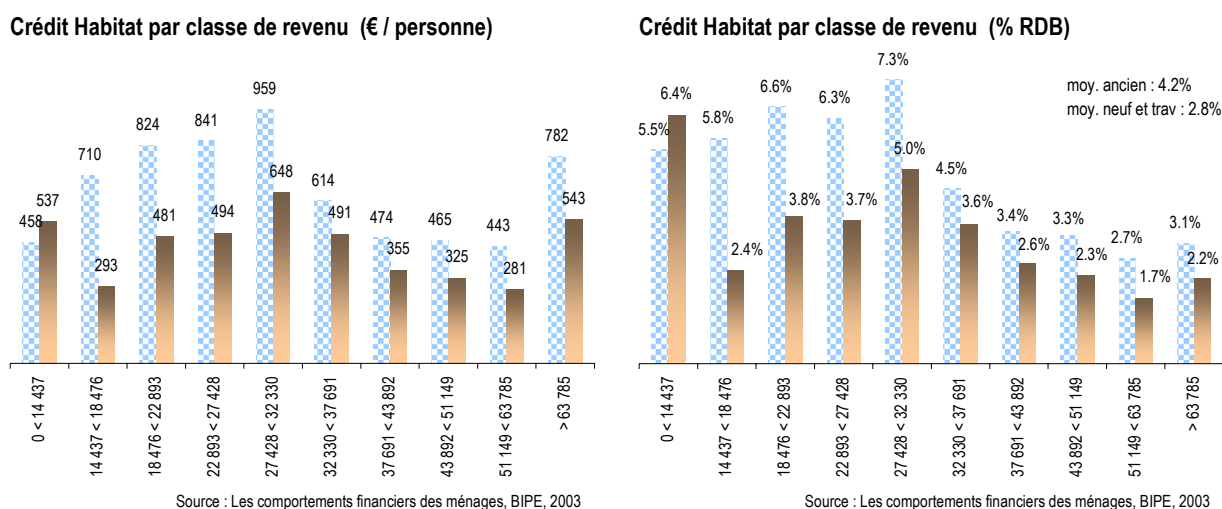 Crédit Habitat par classe de revenu (€ / personne)
959
841
824
782
710
648
614
537
543
481
494
491
474
465
443
458
355
325
293
281
0 < 14 437
14 437 < 18 476
18 476 < 22 893
22 893 < 27 428
27 428 < 32 330
32 330 < 37 691
37 691 < 43 892
43 892 < 51 149
51 149 < 63 785
> 63 785
Source : Les comportements financiers des ménages, BIPE, 2003
Crédit Habitat par classe de revenu (% RDB)
moy. ancien : 4.2%
moy. neuf et trav : 2.8%
7.3%
6.6%
6.4%
6.3%
5.8%
5.5%
5.0%
4.5%
3.8%
3.7%
3.6%
3.4%
3.3%
3.1%
2.7%
2.6%
2.4%
2.3%
2.2%
1.7%
0 < 14 437
14 437 < 18 476
18 476 < 22 893
22 893 < 27 428
27 428 < 32 330
32 330 < 37 691
37 691 < 43 892
43 892 < 51 149
51 149 < 63 785
> 63 785
Source : Les comportements financiers des ménages, BIPE, 2003